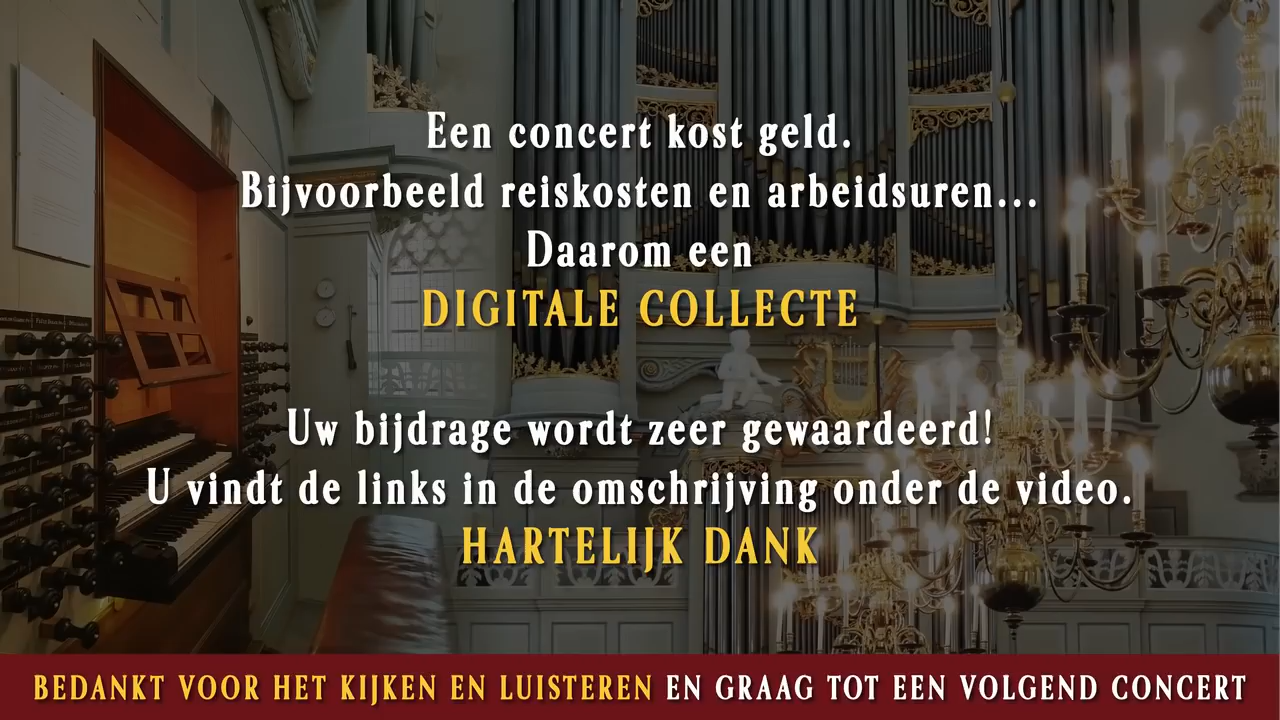 Een concert kost geld.
Bijvoorbeeld reiskosten en arbeidsuren...
Daarom een
DIGITALE COLLECTE
Uw bijdrage wordt zeer gewaardeerd!
U vindt de links in de omschrijving onder de video.
HARTELIJK DANK
BEDANKT VOOR HET KIJKEN EN LUISTEREN EN GRAAG TOT EEN VOLGEND CONCERT